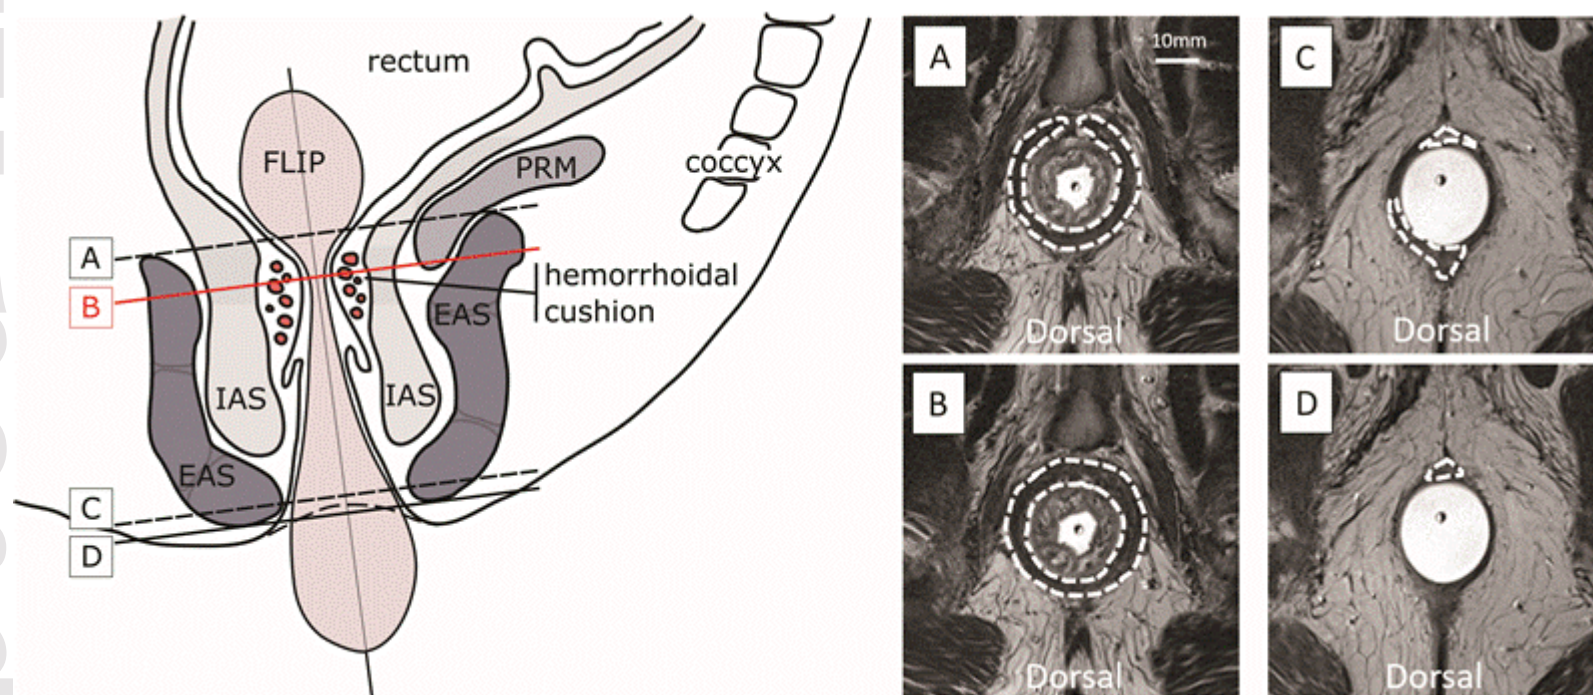 rectum
FLIP
PRM
coccyx
A
B
hemorrhoidal
cushion
EAS
IAS
IAS
EAS
C
D
A
10mm
Dorsal
C
Dorsal
B
Dorsal
D
Dorsal